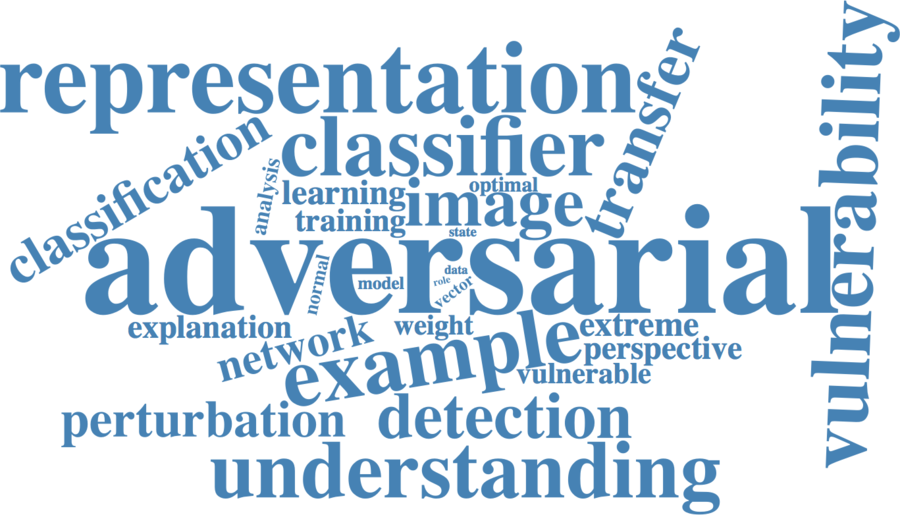 representation
transfer
vulnerability
classification
classifier
analysis
learning
optimal
training
image
state
adversarial
normal
model
data
role
vector
explanation
network
weight
example
extreme
perspective
vulnerable
perturbation
detection
understanding